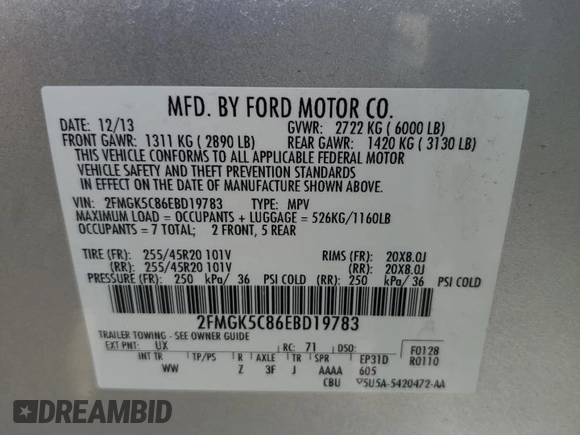 MFD. BY FORD MOTOR CO.
DATE: 12/13 GVWR: 2722 KG ( 6000 LB)
FRONT GAWR: 1311 KG ( 2890 LB) REAR GAWR: 1420 KG ( 3130 LB)
THIS VEHICLE CONFORMS TO ALL APPLICABLE FEDERAL MOTOR
VEHICLE SAFETY AND THEFT PREVENTION STANDARDS
IN EFFECT ON THE DATE OF MANUFACTURE SHOWN ABOVE.
VIN: 2FMGK5C86EBD19783 TYPE: MPV
MAXIMUM LOAD = OCCUPANTS + LUGGAGE = 526KG/1160LB
OCCUPANTS = 7 TOTAL; 2 FRONT, 5 REAR
TIRE (FR): 255/45R20 101V RIMS (FR): 20X8.0J
(RR): 255/45R20 101V (RR): 20X8.0J
PRESSURE (FR): 250 kPa/ 36 PSI COLD (RR): 250 kPa/ 36 PSI COLD
2FMGK5C86EBD19783
TRAILER TOWING - SEE OWNER GUIDE
EXT PNT: UX RC: 71 DSO: F0128
R0110
INT TR TP/PS R AXLE TR SPR EP31D
WW Z 3F J AAAA 605
CBU 5U5A-5420472-AA
DREAMBID